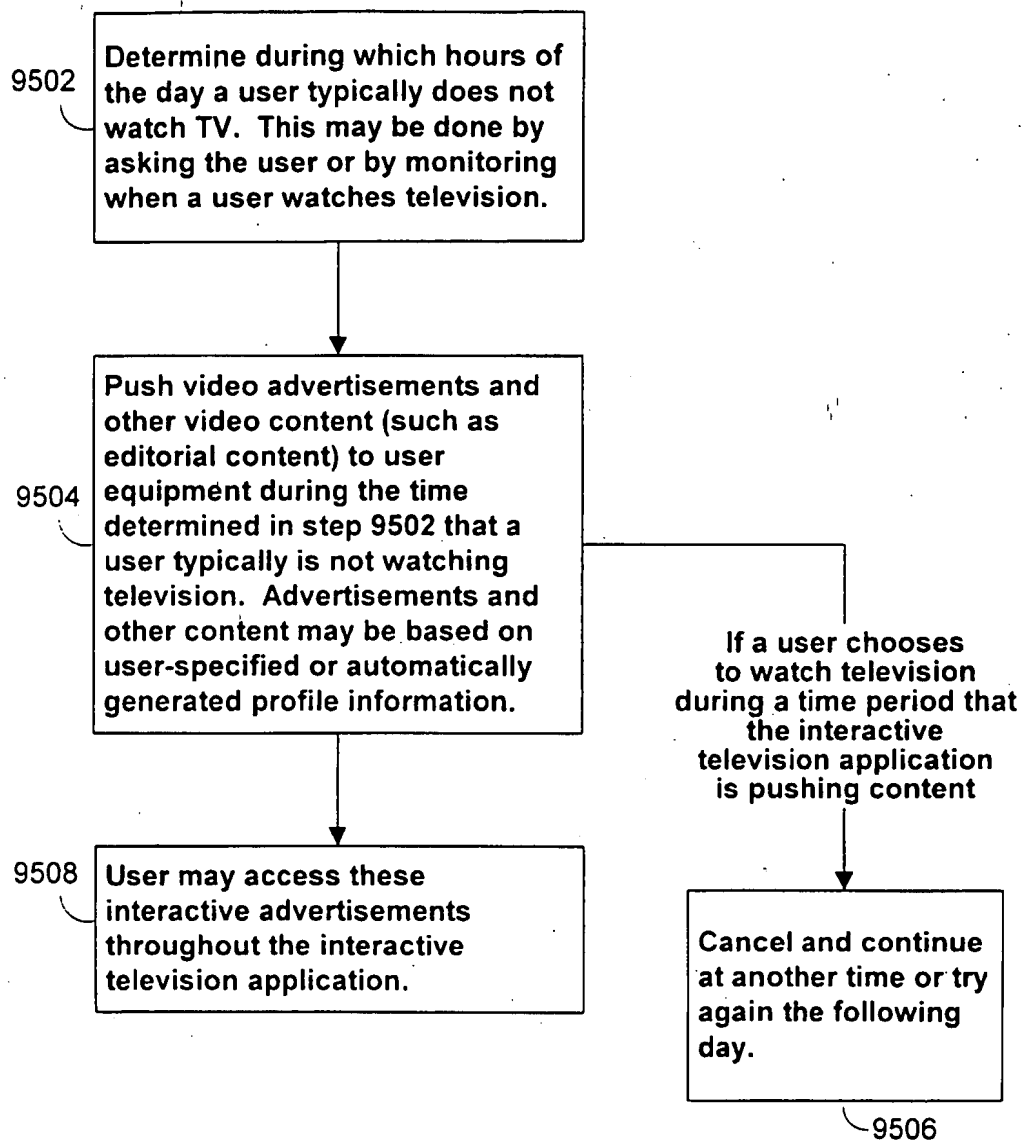 9502
Determine during which hours of
the day a user typically does not
watch TV. This may be done by
asking the user or by monitoring
when a user watches television.
9504
Push video advertisements and
other video content (such as
editorial content) to user
equipment during the time
determined in step 9502 that a
user typically is not watching
television. Advertisements and
other content may be based on
user-specified or automatically
generated profile information.
If a user chooses
to watch television
during a time period that
the interactive
television application
is pushing content
9508
User may access these
interactive advertisements
throughout the interactive
television application.
Cancel and continue
at another time or try
again the following
day.
9506